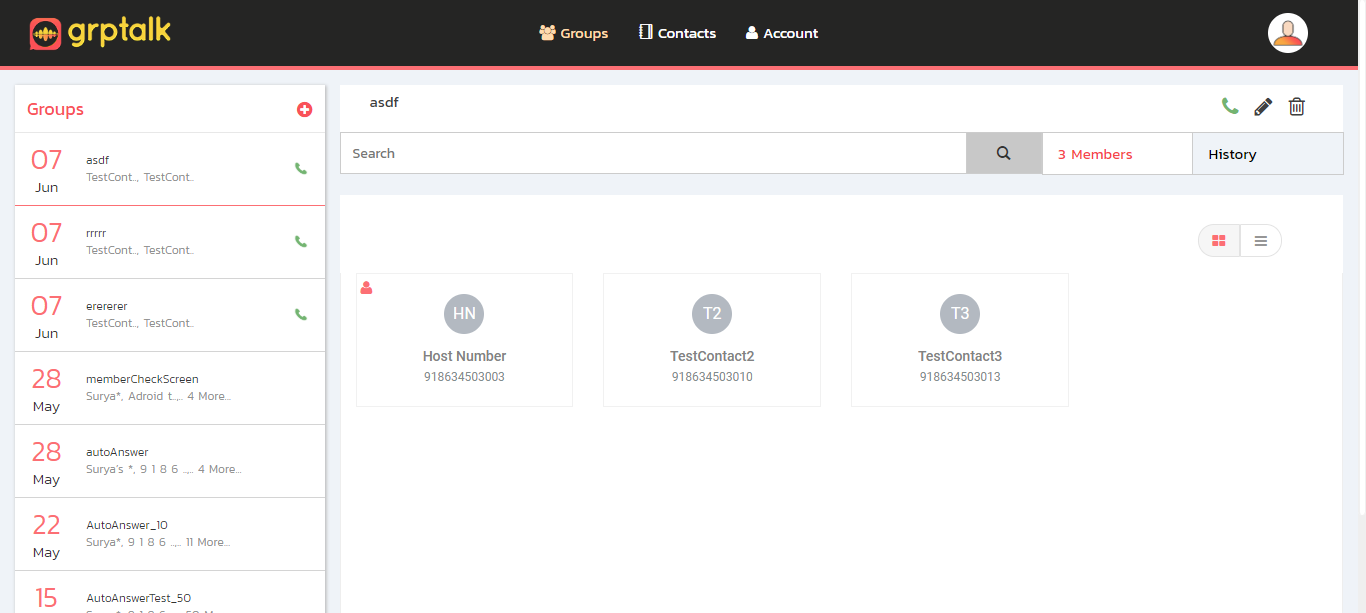 grptalk
Groups
Contacts
Account
Groups
07
Jun
asdf
TestCont.., TestCont..
07
Jun
rrrrr
TestCont.., TestCont..
07
Jun
erererer
TestCont.., TestCont..
28
May
memberCheckScreen
Surya*, Adroid t..,.. 4 More...
28
May
autoAnswer
Surya's *, 9 1 8 6 ..,.. 4 More...
22
May
AutoAnswer_10
Surya*, 9 1 8 6 ..,.. 11 More...
15
AutoAnswerTest_50
asdf
Search
3 Members
History
HN
Host Number
918634503003
T2
TestContact2
918634503010
T3
TestContact3
918634503013